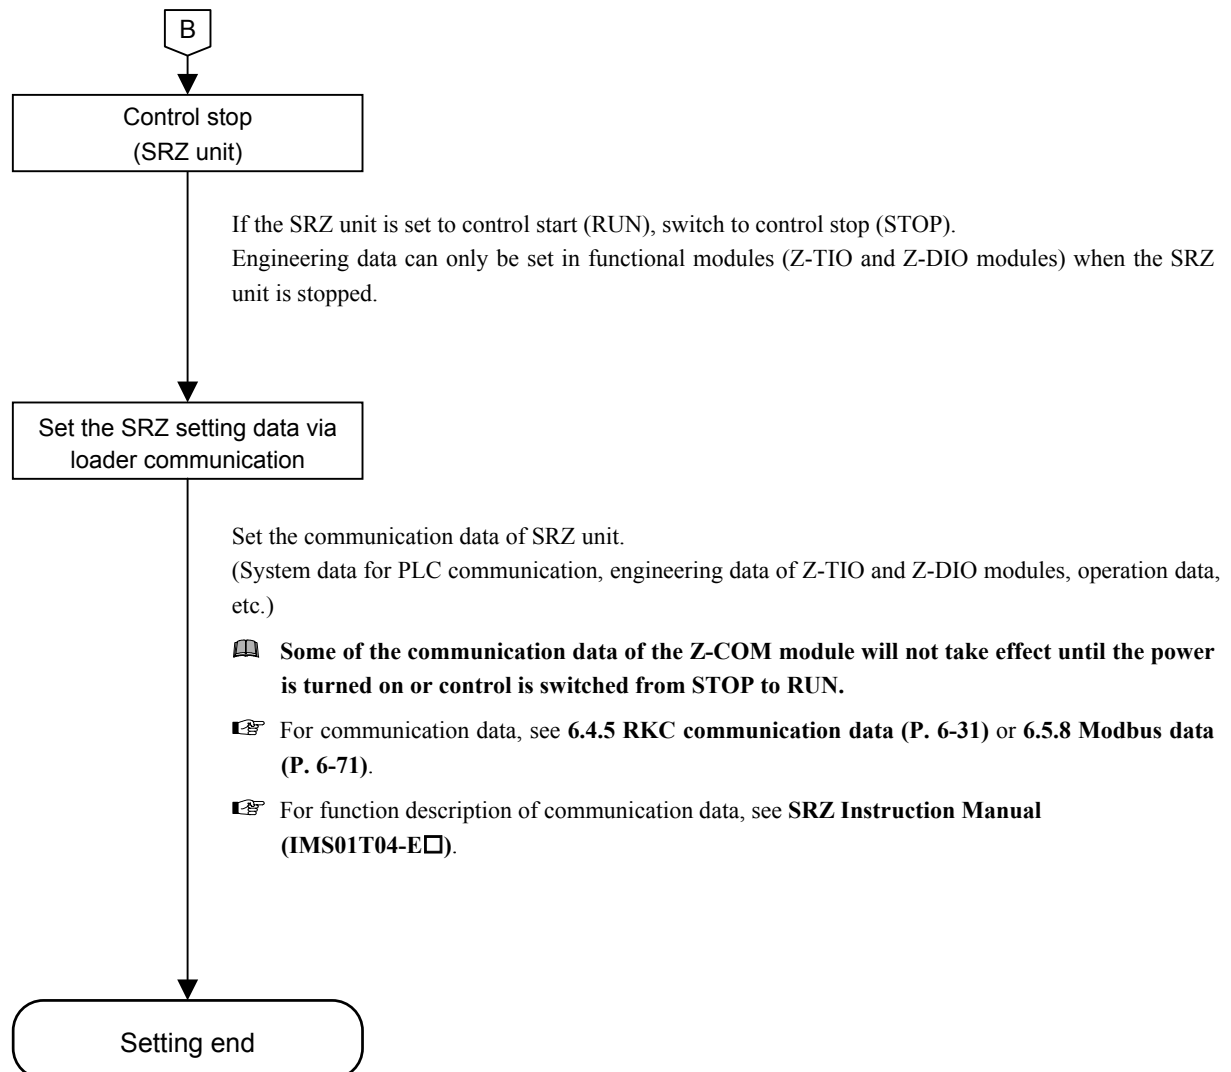 B
Control stop
(SRZ unit)
If the SRZ unit is set to control start (RUN), switch to control stop (STOP).
Engineering data can only be set in functional modules (Z-TIO and Z-DIO modules) when the SRZ
unit is stopped.
Set the SRZ setting data via
loader communication
Set the communication data of SRZ unit.
(System data for PLC communication, engineering data of Z-TIO and Z-DIO modules, operation data,
etc.)
Some of the communication data of the Z-COM module will not take effect until the power
is turned on or control is switched from STOP to RUN.
For communication data, see 6.4.5 RKC communication data (P. 6-31) or 6.5.8 Modbus data
(P. 6-71).
For function description of communication data, see SRZ Instruction Manual
(IMS01T04-E□).
Setting end